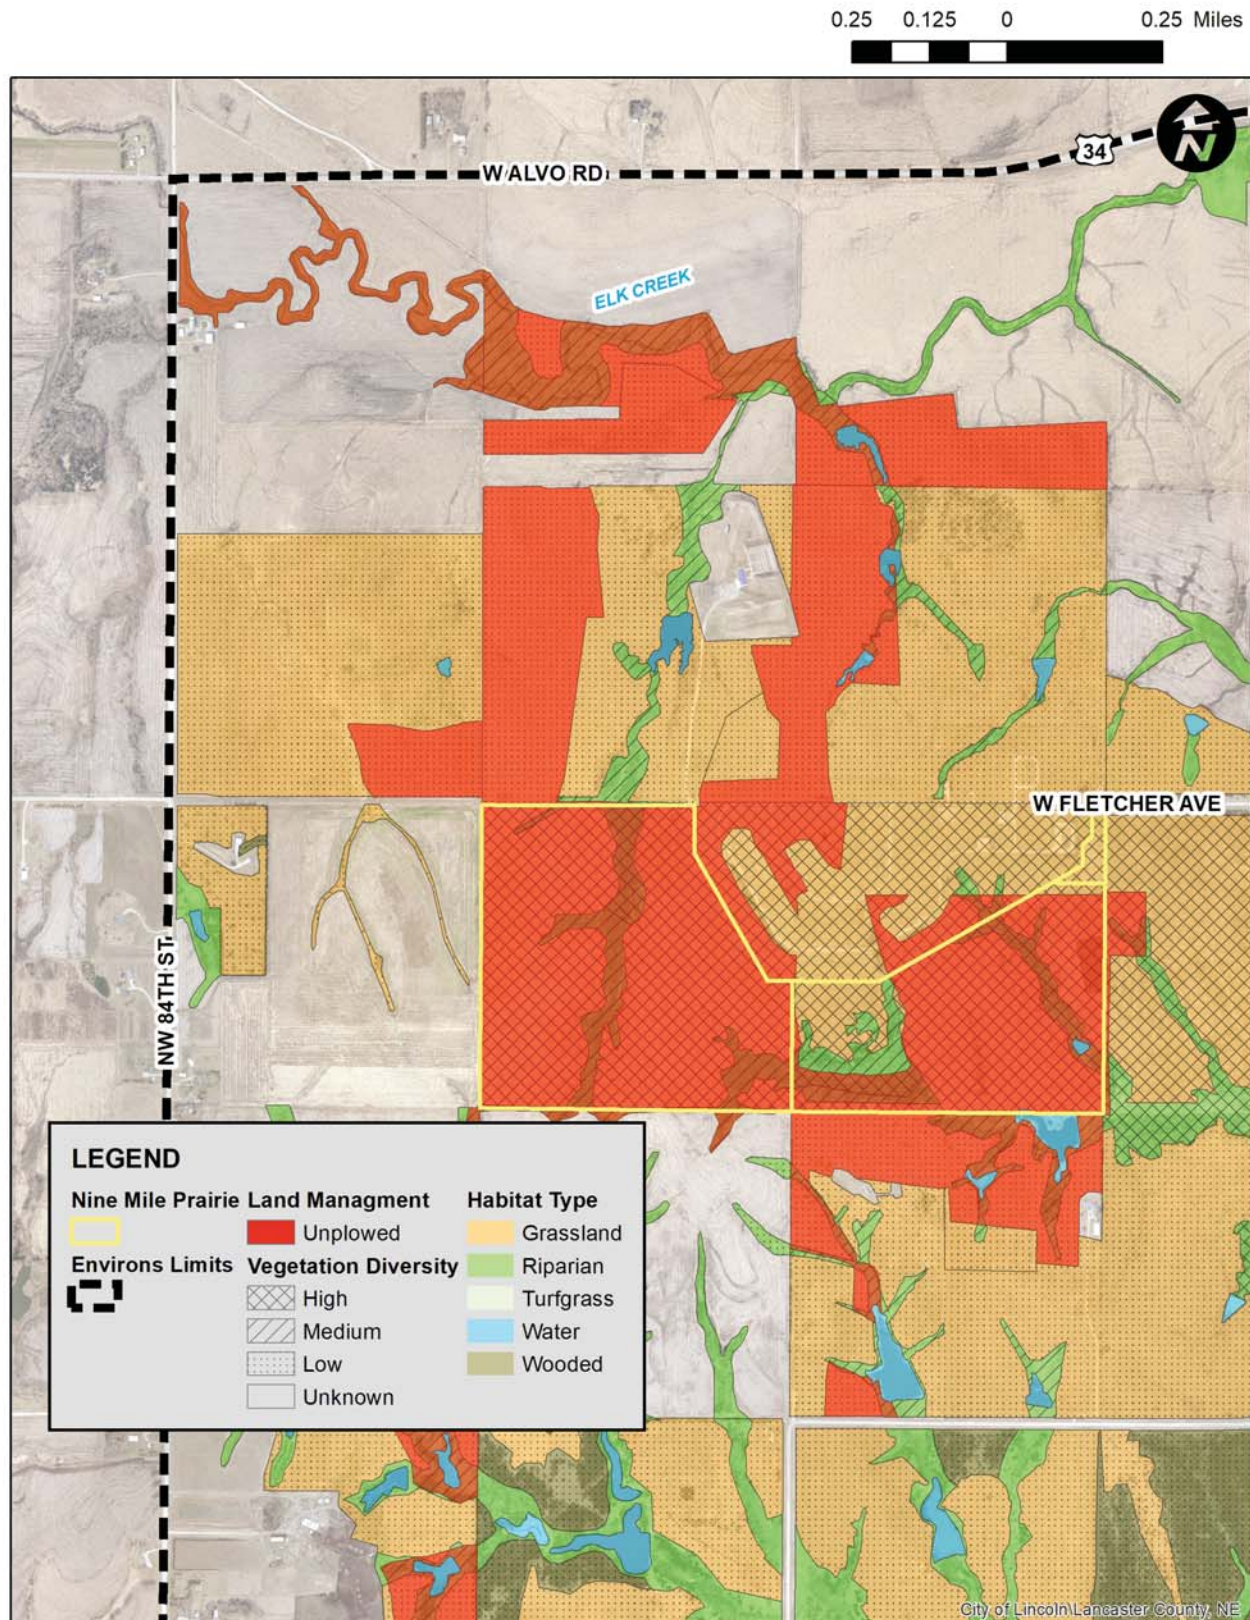 0.25 0.125 0 0.25 Miles
N
34
W ALVO RD
ELK CREEK
W FLETCHER AVE
NW 84TH ST
LEGEND
Nine Mile Prairie
Environs Limits
Land Managment
Unplowed
Vegetation Diversity
High
Medium
Low
Unknown
Habitat Type
Grassland
Riparian
Turfgrass
Water
Wooded
City of Lincoln\Lancaster County, NE